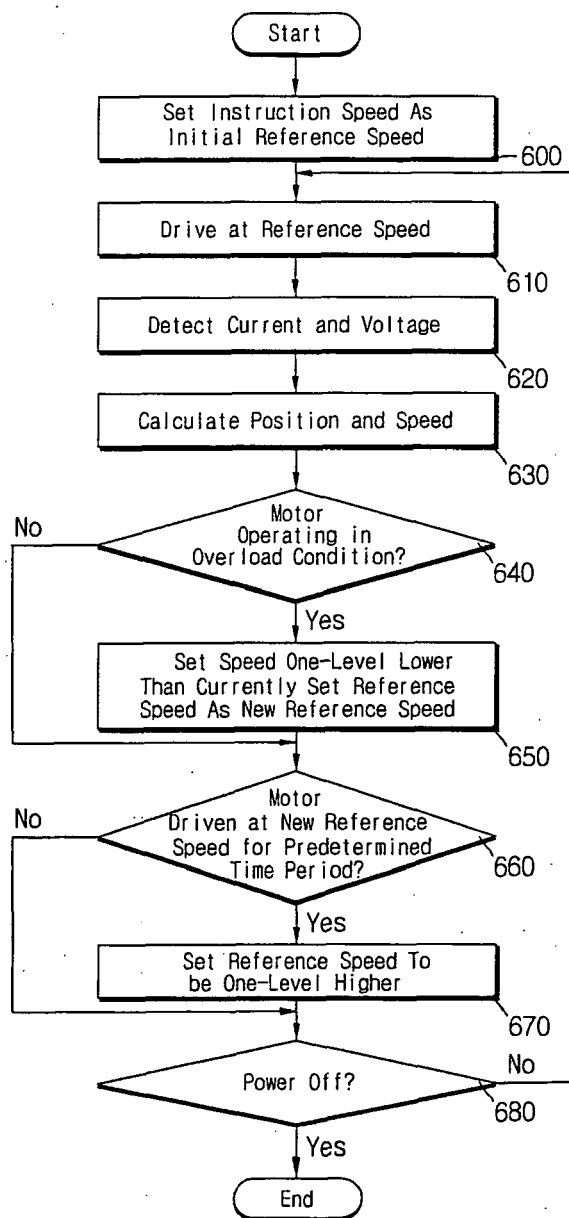 Start
Set Instruction Speed As
Initial Reference Speed
600
Drive at Reference Speed
610
Detect Current and Voltage
620
Calculate Position and Speed
630
No
Motor
Operating in
Overload Condition?
640
Yes
Set Speed One-Level Lower
Than Currently Set Reference
Speed As New Reference Speed
650
No
Motor
Driven at New Reference
Speed for Predetermined
Time Period?
660
Yes
Set Reference Speed To
be One-Level Higher
670
Power Off?
No
680
Yes
End